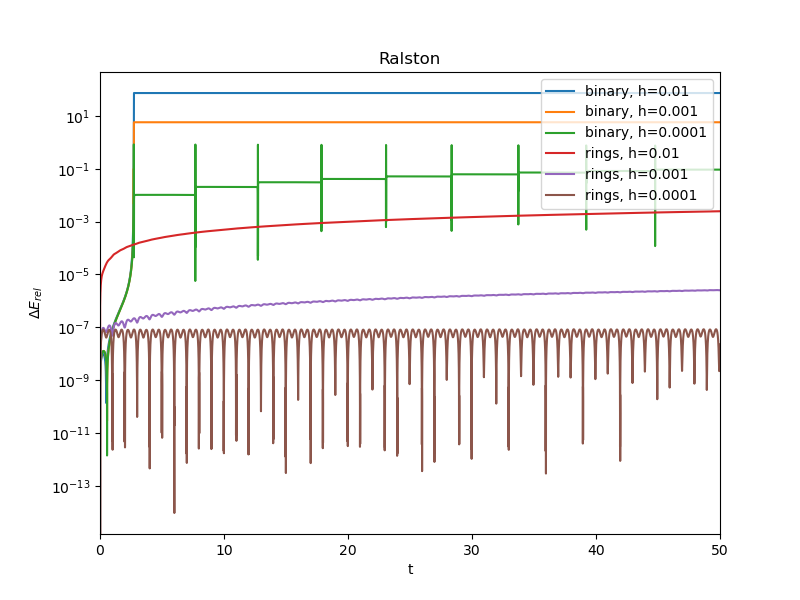 Ralston
binary, h=0.01
binary, h=0.001
binary, h=0.0001
rings, h=0.01
rings, h=0.001
rings, h=0.0001
10^1
10^-1
10^-3
10^-5
10^-7
10^-9
10^-11
10^-13
ΔE_rel
0 10 20 30 40 50
t